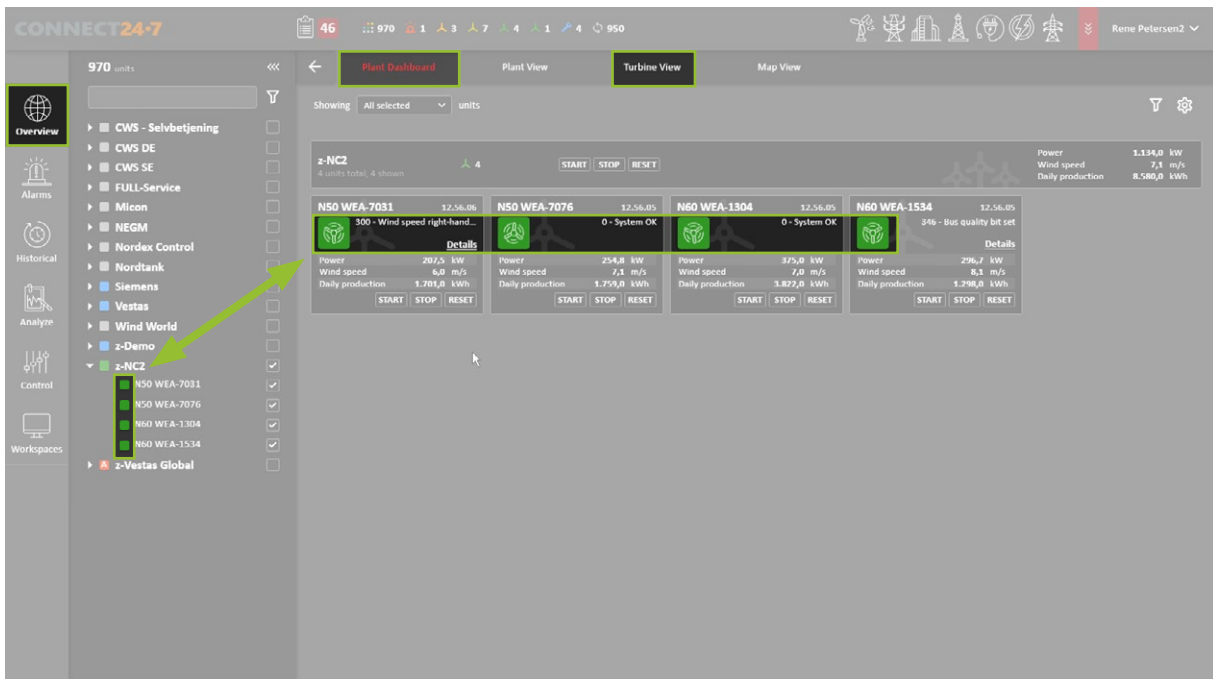 CONNECT24·7
46 970 1 3 7 4 1 4 950
Rene Petersen2
970 units
Plant Dashboard Plant View Turbine View Map View
Showing All selected units
Overview
Alarms
Historical
Analyze
Control
Workspaces
CWS - Selvbetjening
CWS DE
CWS SE
FULL-Service
Micon
NEGM
Nordex Control
Nordtank
Siemens
Vestas
Wind World
z-Demo
z-NC2
N50 WEA-7031
N50 WEA-7076
N60 WEA-1304
N60 WEA-1534
A z-Vestas Global
z-NC2
4 units total, 4 shown
4
START STOP RESET
Power 1.134,0 kW
Wind speed 7,1 m/s
Daily production 8.580,0 kWh
N50 WEA-7031 12.56.06
300 - Wind speed right-hand...
Details
Power 207,5 kW
Wind speed 6,0 m/s
Daily production 1.701,0 kWh
START STOP RESET
N50 WEA-7076 12.56.05
0 - System OK
Power 254,8 kW
Wind speed 7,1 m/s
Daily production 1.759,0 kWh
START STOP RESET
N60 WEA-1304 12.56.05
0 - System OK
Power 375,0 kW
Wind speed 7,0 m/s
Daily production 3.822,0 kWh
START STOP RESET
N60 WEA-1534 12.56.05
346 - Bus quality bit set
Details
Power 296,7 kW
Wind speed 8,1 m/s
Daily production 1.298,0 kWh
START STOP RESET